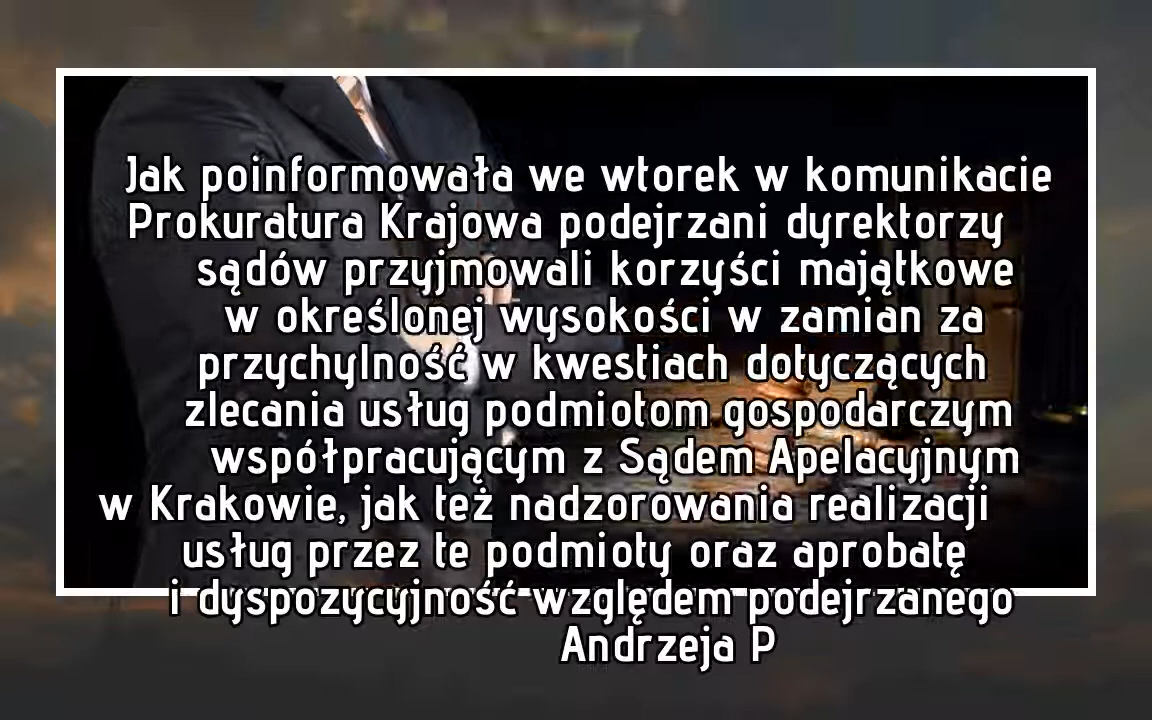 Jak poinformowała we wtorek w komunikacie
Prokuratura Krajowa podejrzani dyrektorzy
sądów przyjmowali korzyści majątkowe
w określonej wysokości w zamian za
przychylność w kwestiach dotyczących
zlecania usług podmiotom gospodarczym
współpracującym z Sądem Apelacyjnym
w Krakowie, jak też nadzorowania realizacji
usług przez te podmioty oraz aprobatę
i dyspozycyjność względem podejrzanego
Andrzeja P